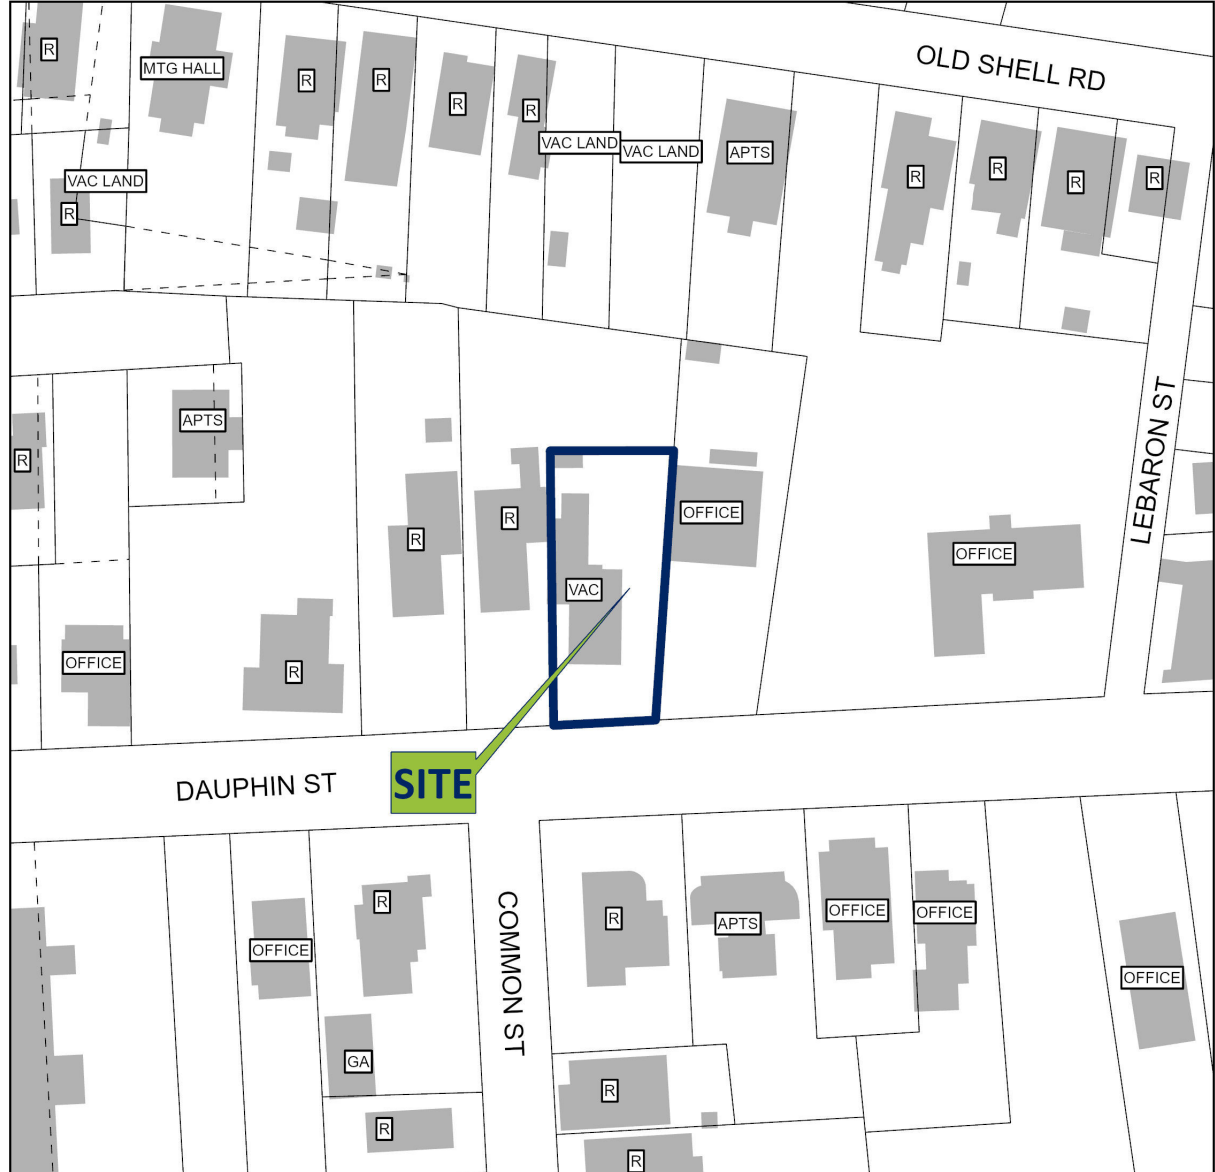 OLD SHELL RD
R
MTG HALL
R
R
R
R
VAC LAND
VAC LAND
APTS
R
R
R
R
VAC LAND
R
LEBARON ST
APTS
R
R
R
OFFICE
OFFICE
VAC
OFFICE
R
DAUPHIN ST
SITE
COMMON ST
R
OFFICE
R
APTS
OFFICE
OFFICE
OFFICE
GA
R
R
R